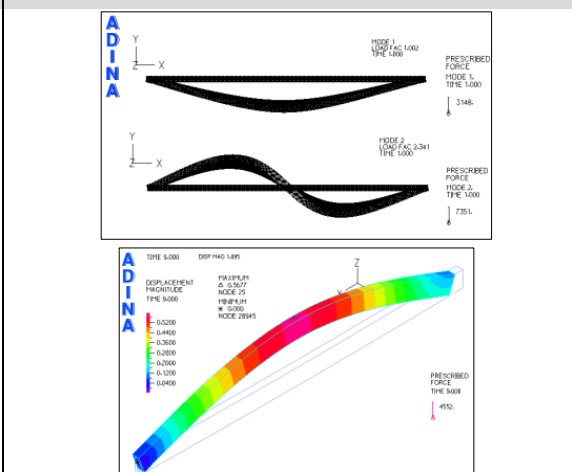 ADINA
Y
Z X
MODE 1
LOAD FAC 1.002
TIME 1.000
PRESCRIBED
FORCE
MODE 1,
TIME 1.000
3148.
Y
Z X
MODE 2
LOAD FAC 2.341
TIME 1.000
PRESCRIBED
FORCE
MODE 2,
TIME 1.000
7351.
ADINA
TIME 9.000 DISP MAG 1.885
DISPLACEMENT
MAGNITUDE
TIME 9.000
MAXIMUM
0.5677
NODE 25
MINIMUM
0.000
NODE 28945
0.5200
0.4400
0.3600
0.2800
0.2000
0.1200
0.0400
Z
X
PRESCRIBED
FORCE
TIME 9.000
4552.